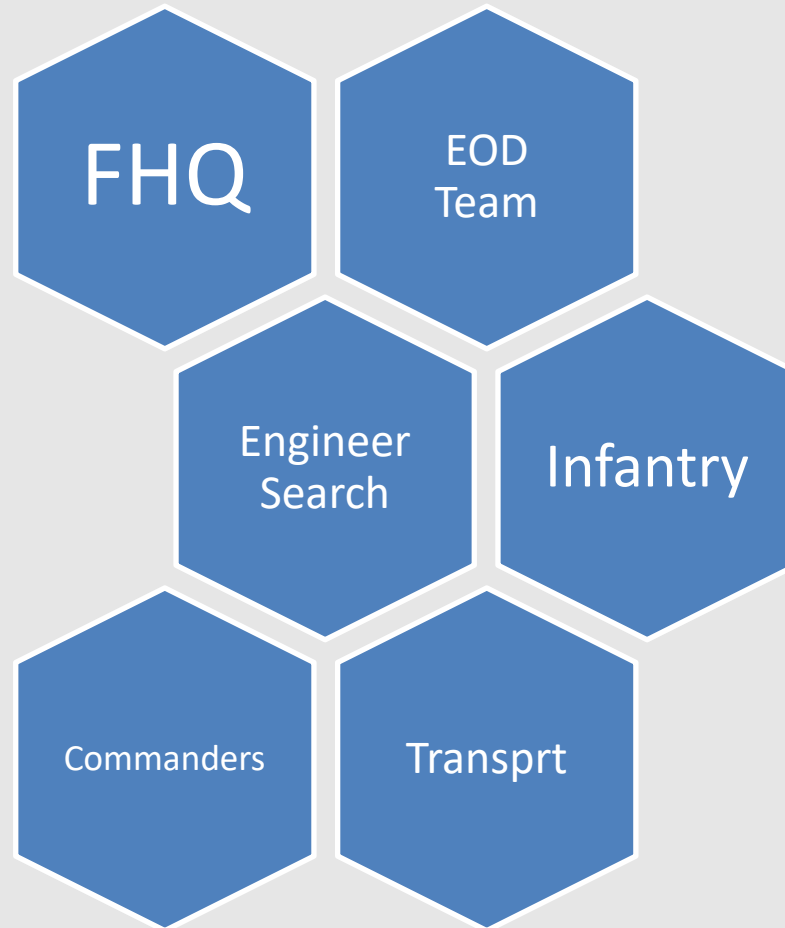 FHQ
EOD
Team
Engineer
Search
Infantry
Commanders
Transprt